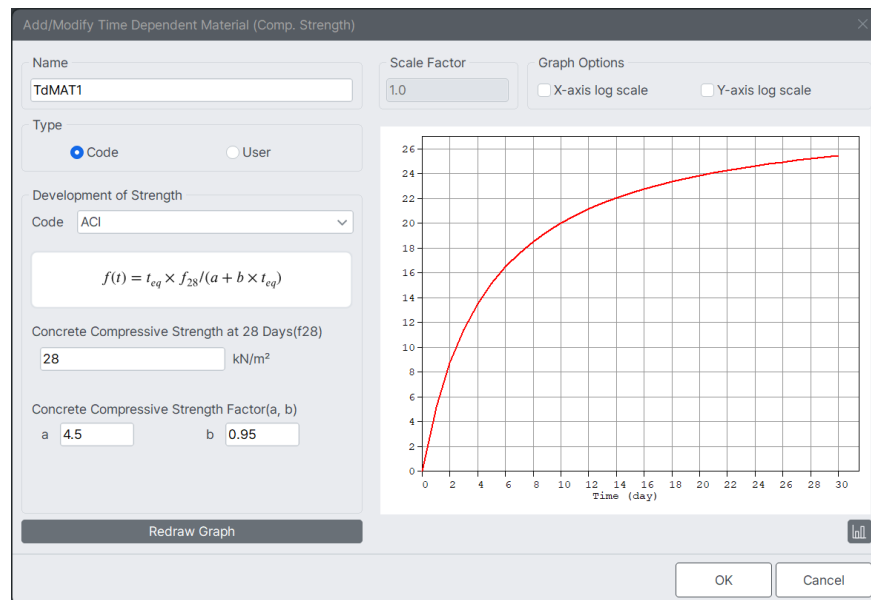 Add/Modify Time Dependent Material (Comp. Strength)
Name
TdMAT1
Type
Code
User
Development of Strength
Code
ACI
f(t) = t_eq × f_28/(a + b × t_eq)
Concrete Compressive Strength at 28 Days(f28)
28
kN/m²
Concrete Compressive Strength Factor(a, b)
a
4.5
b
0.95
Redraw Graph
Scale Factor
1.0
Graph Options
X-axis log scale
Y-axis log scale
26
24
22
20
18
16
14
12
10
8
6
4
2
0
0 2 4 6 8 10 12 14 16 18 20 22 24 26 28 30
Time (day)
OK
Cancel